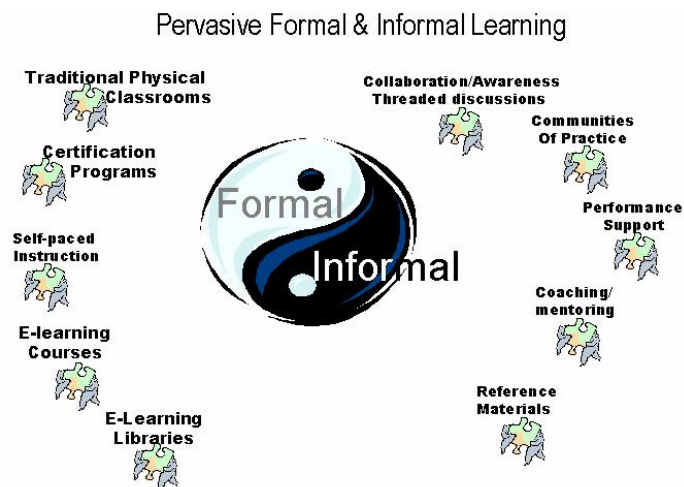 Pervasive Formal & Informal Learning
Traditional Physical
Classrooms
Certification
Programs
Self-paced
Instruction
E-learning
Courses
E-Learning
Libraries
Formal
Informal
Collaboration/Awareness
Threaded discussions
Communities
Of Practice
Performance
Support
Coaching/
mentoring
Reference
Materials